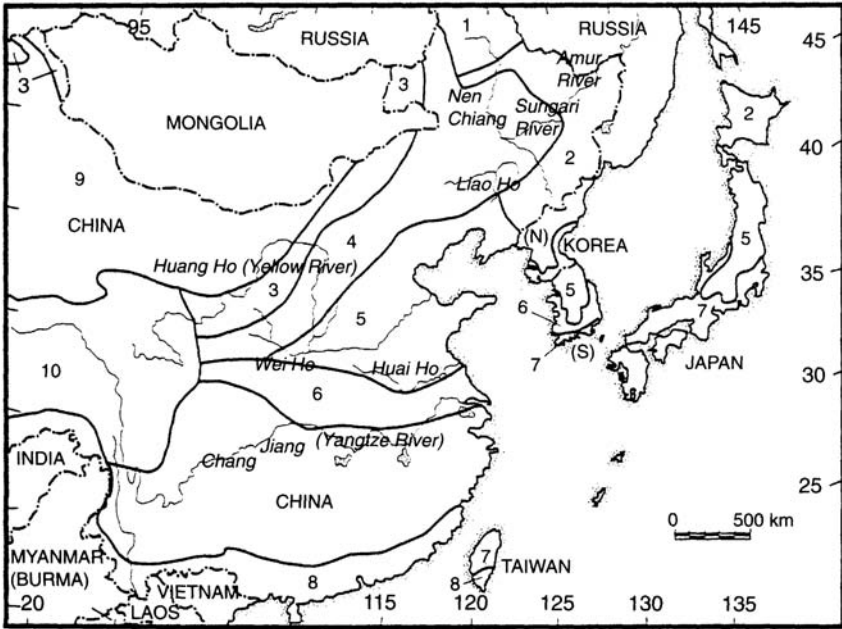 95
1
RUSSIA
RUSSIA
145
45
3
3
Amur
River
Nen
Chiang
Sungari
River
MONGOLIA
2
40
9
2
Liao Ho
CHINA
4
(N)
KOREA
5
Huang Ho (Yellow River)
3
35
5
5
6
7
Wei Ho
Huai Ho
7
(S)
JAPAN
10
6
30
8
INDIA
Chang
Jiang
(Yangtze River)
CHINA
25
0
500 km
MYANMAR
(BURMA)
7
TAIWAN
8
8
VIETNAM
20
LAOS
115
120
125
130
135